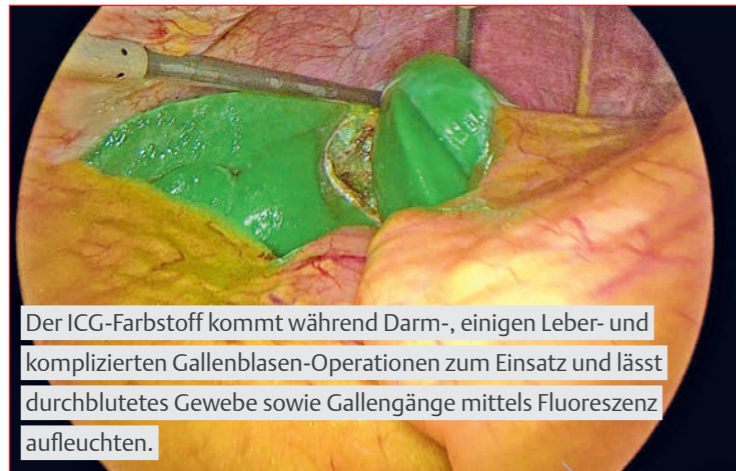 Der ICG-Farbstoff kommt während Darm-, einigen Leber- und
komplizierten Gallenblasen-Operationen zum Einsatz und lässt
durchblutetes Gewebe sowie Gallengänge mittels Fluoreszenz
aufleuchten.